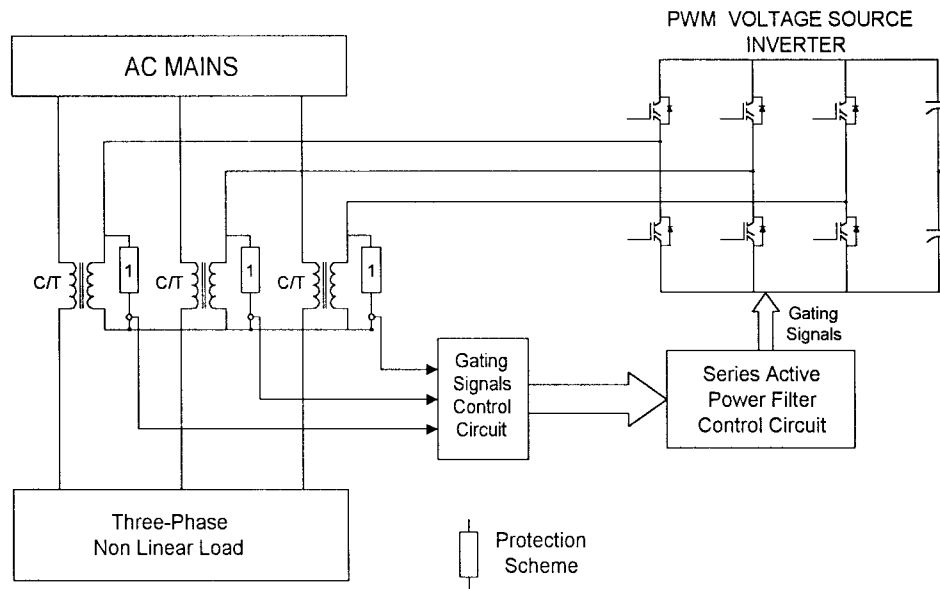 PWM VOLTAGE SOURCE
INVERTER
AC MAINS
C/T
1
C/T
1
C/T
1
Gating
Signals
Gating
Signals
Control
Circuit
Series Active
Power Filter
Control Circuit
Three-Phase
Non Linear Load
Protection
Scheme